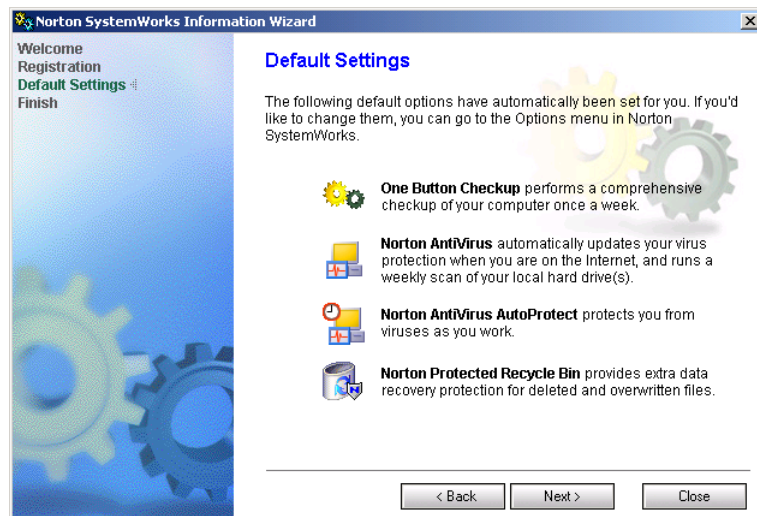 Norton SystemWorks Information Wizard
Welcome
Registration
Default Settings
Finish
Default Settings
The following default options have automatically been set for you. If you'd
like to change them, you can go to the Options menu in Norton
SystemWorks.
One Button Checkup performs a comprehensive
checkup of your computer once a week.
Norton AntiVirus automatically updates your virus
protection when you are on the Internet, and runs a
weekly scan of your local hard drive(s).
Norton AntiVirus AutoProtect protects you from
viruses as you work.
Norton Protected Recycle Bin provides extra data
recovery protection for deleted and overwritten files.
< Back
Next >
Close